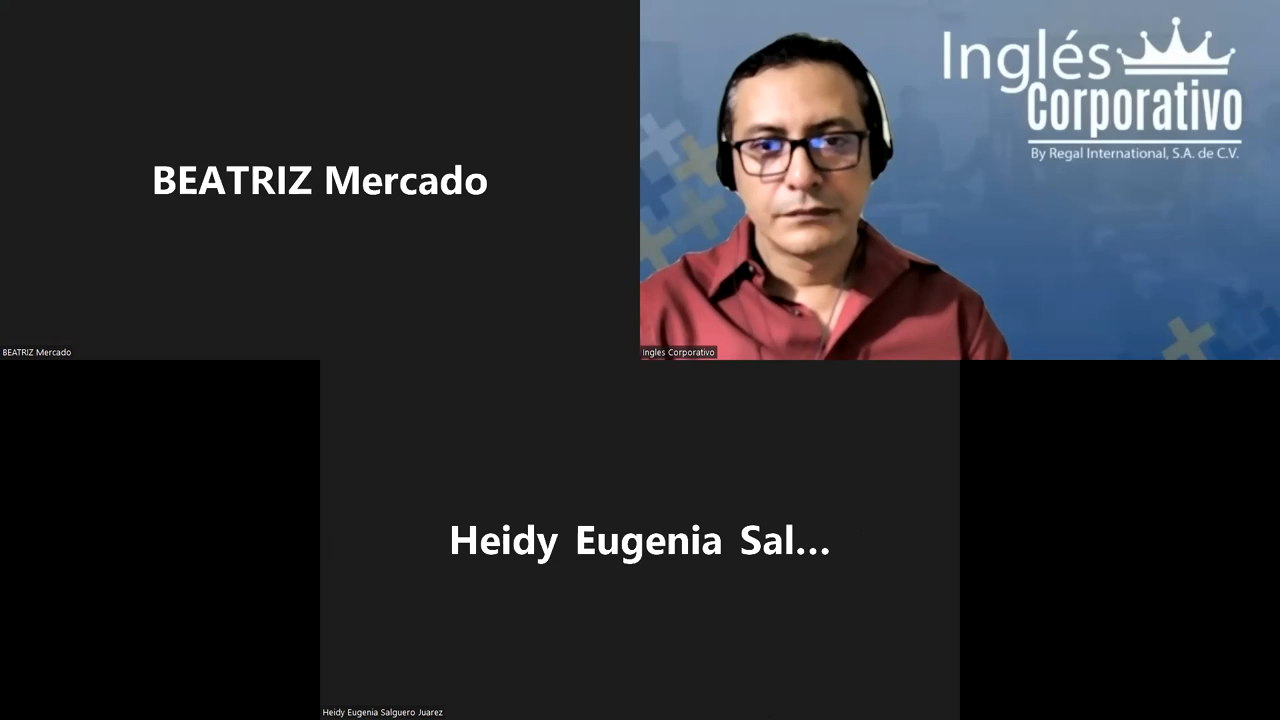 BEATRIZ Mercado
BEATRIZ Mercado
Inglés
Corporativo
By Regal International, S.A. de C.V.
Ingles Corporativo
Heidy Eugenia Sal...
Heidy Eugenia Salguero Juarez